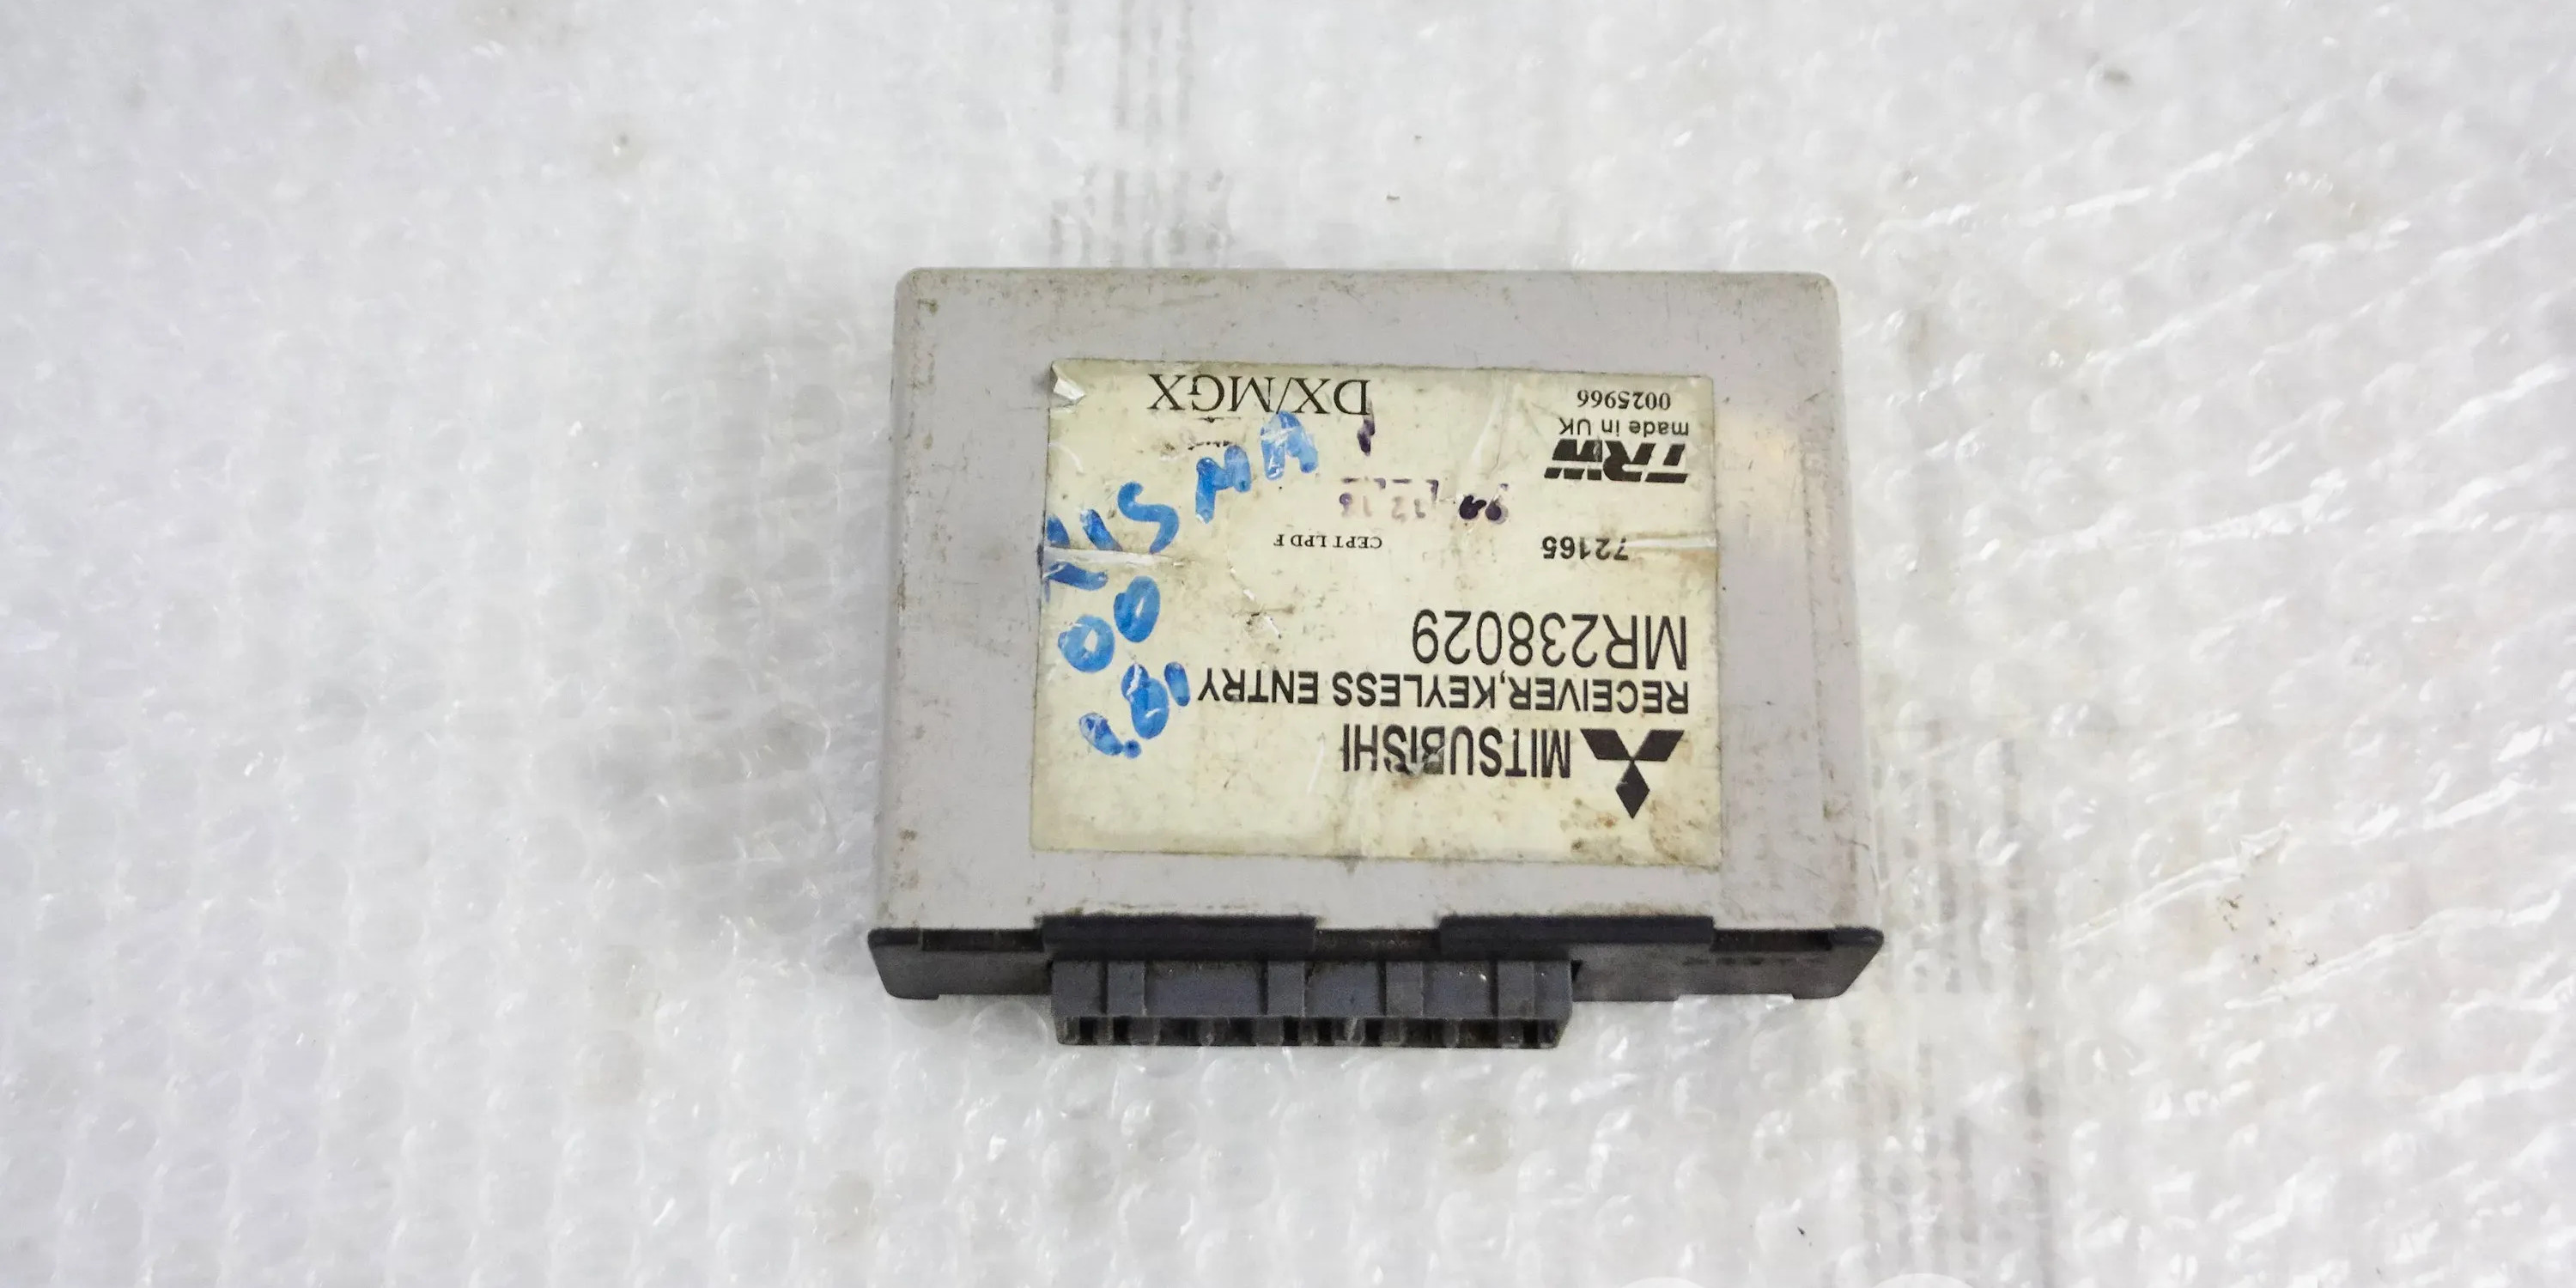 MITSUBISHI
RECEIVER,KEYLESS ENTRY
MR238029
72165
CEPT LPD F
TRW
made in UK
0025966
DX/MGX